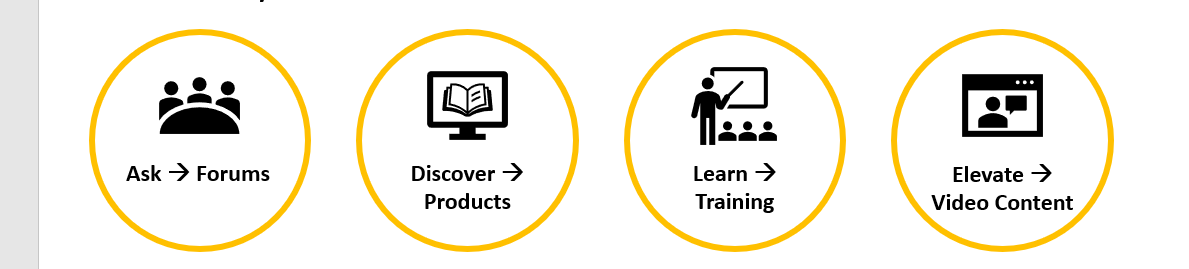 Ask → Forums
Discover →
Products
Learn →
Training
Elevate →
Video Content